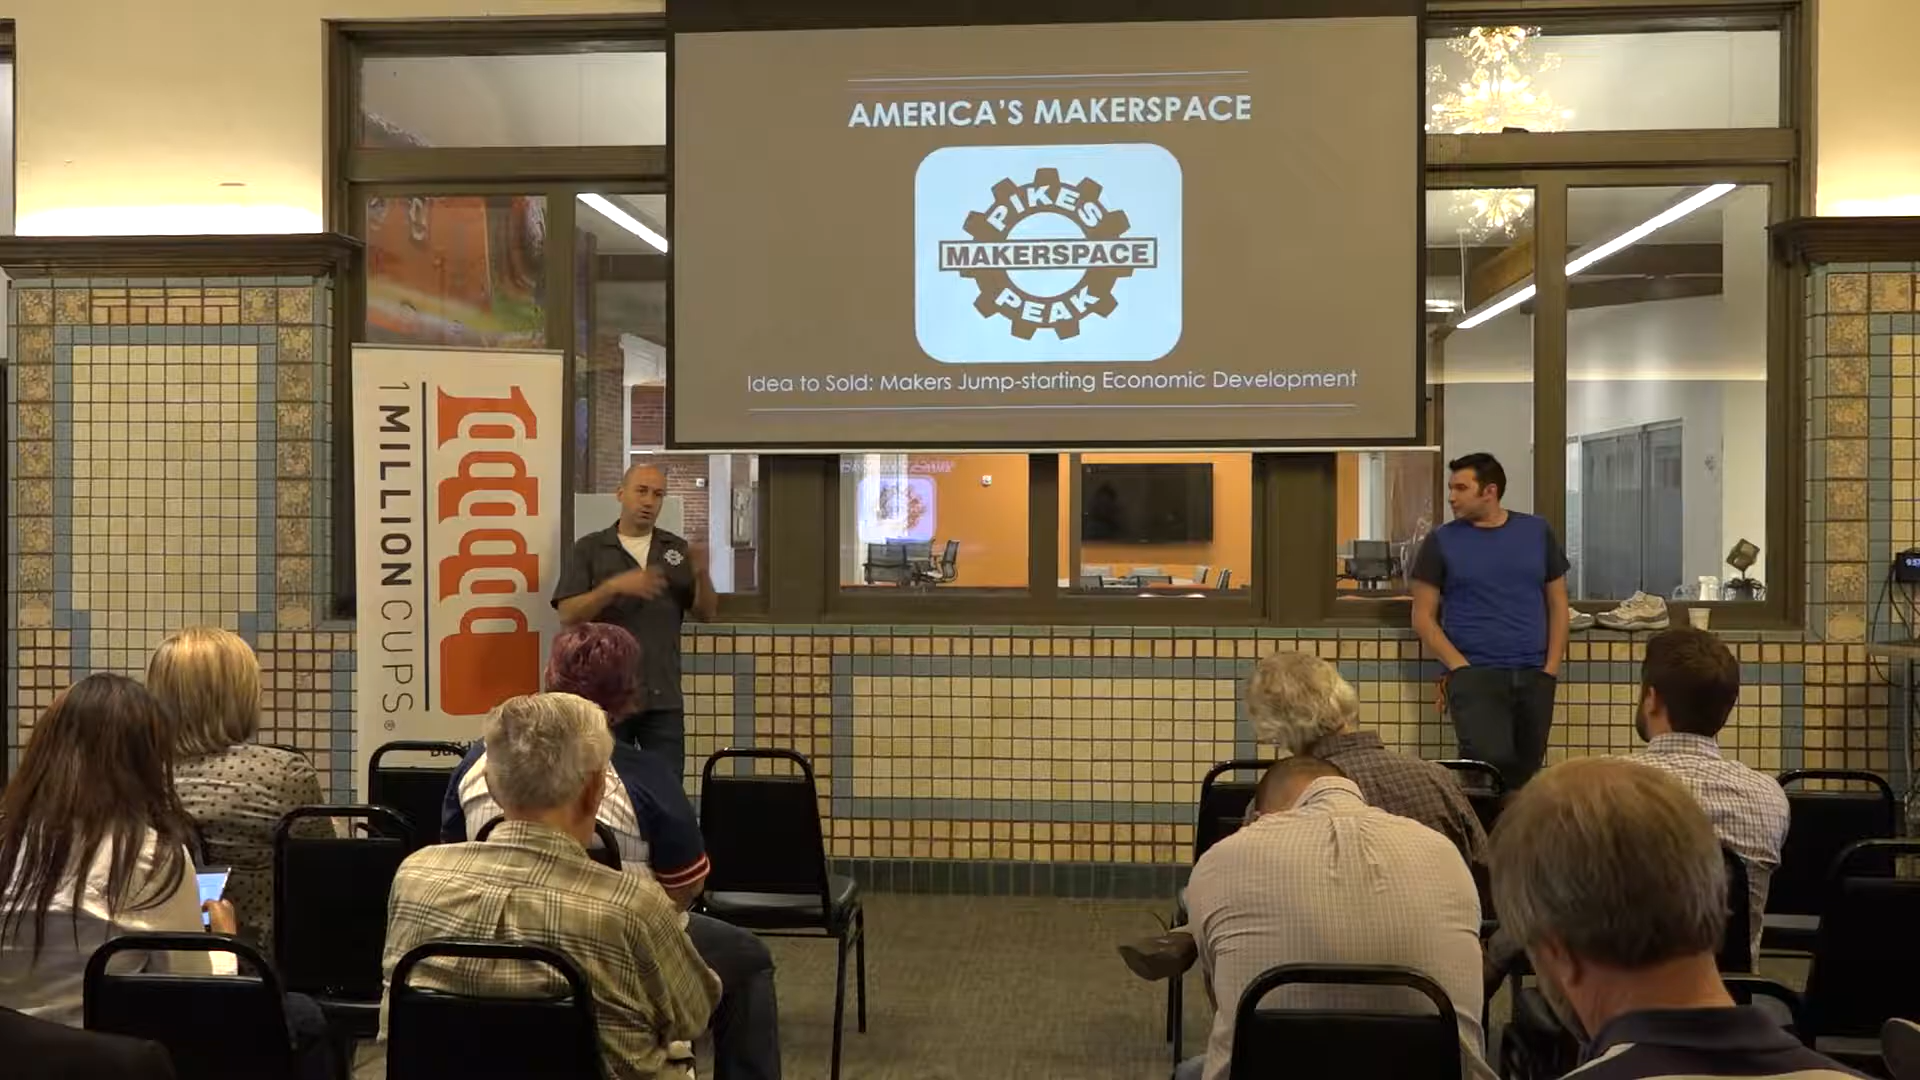 AMERICA'S MAKERSPACE
PIKES
MAKERSPACE
PEAK
Idea to Sold: Makers Jump-starting Economic Development
1 MILLION CUPS®